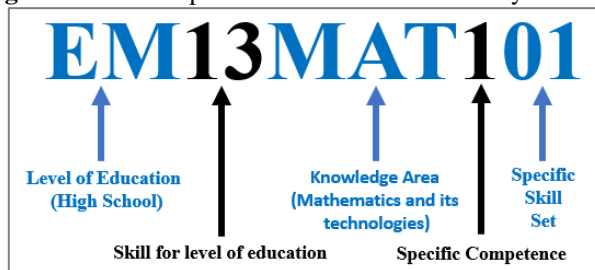 EM13MAT101
Level of Education
(High School)
Knowledge Area
(Mathematics and its
technologies)
Specific
Skill
Set
Skill for level of education
Specific Competence